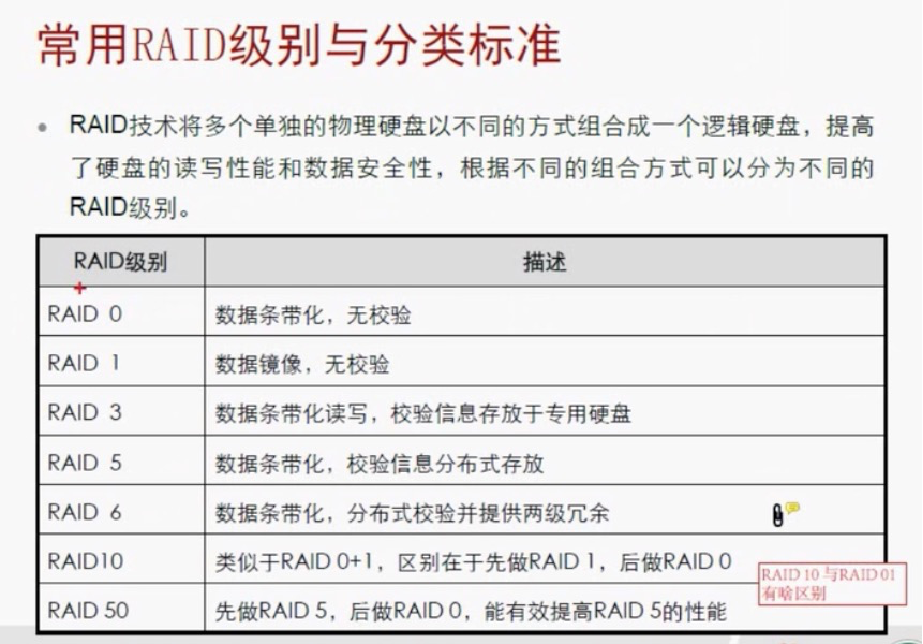 常用RAID级别与分类标准
• RAID技术将多个单独的物理硬盘以不同的方式组合成一个逻辑硬盘，提高
了硬盘的读写性能和数据安全性，根据不同的组合方式可以分为不同的
RAID级别。
RAID级别 描述
RAID 0 数据条带化，无校验
RAID 1 数据镜像，无校验
RAID 3 数据条带化读写，校验信息存放于专用硬盘
RAID 5 数据条带化，校验信息分布式存放
RAID 6 数据条带化，分布式校验并提供两级冗余
RAID10 类似于RAID 0+1，区别在于先做RAID 1，后做RAID 0
RAID 10 与RAID 01
有啥区别
RAID 50 先做RAID 5，后做RAID 0，能有效提高RAID 5的性能